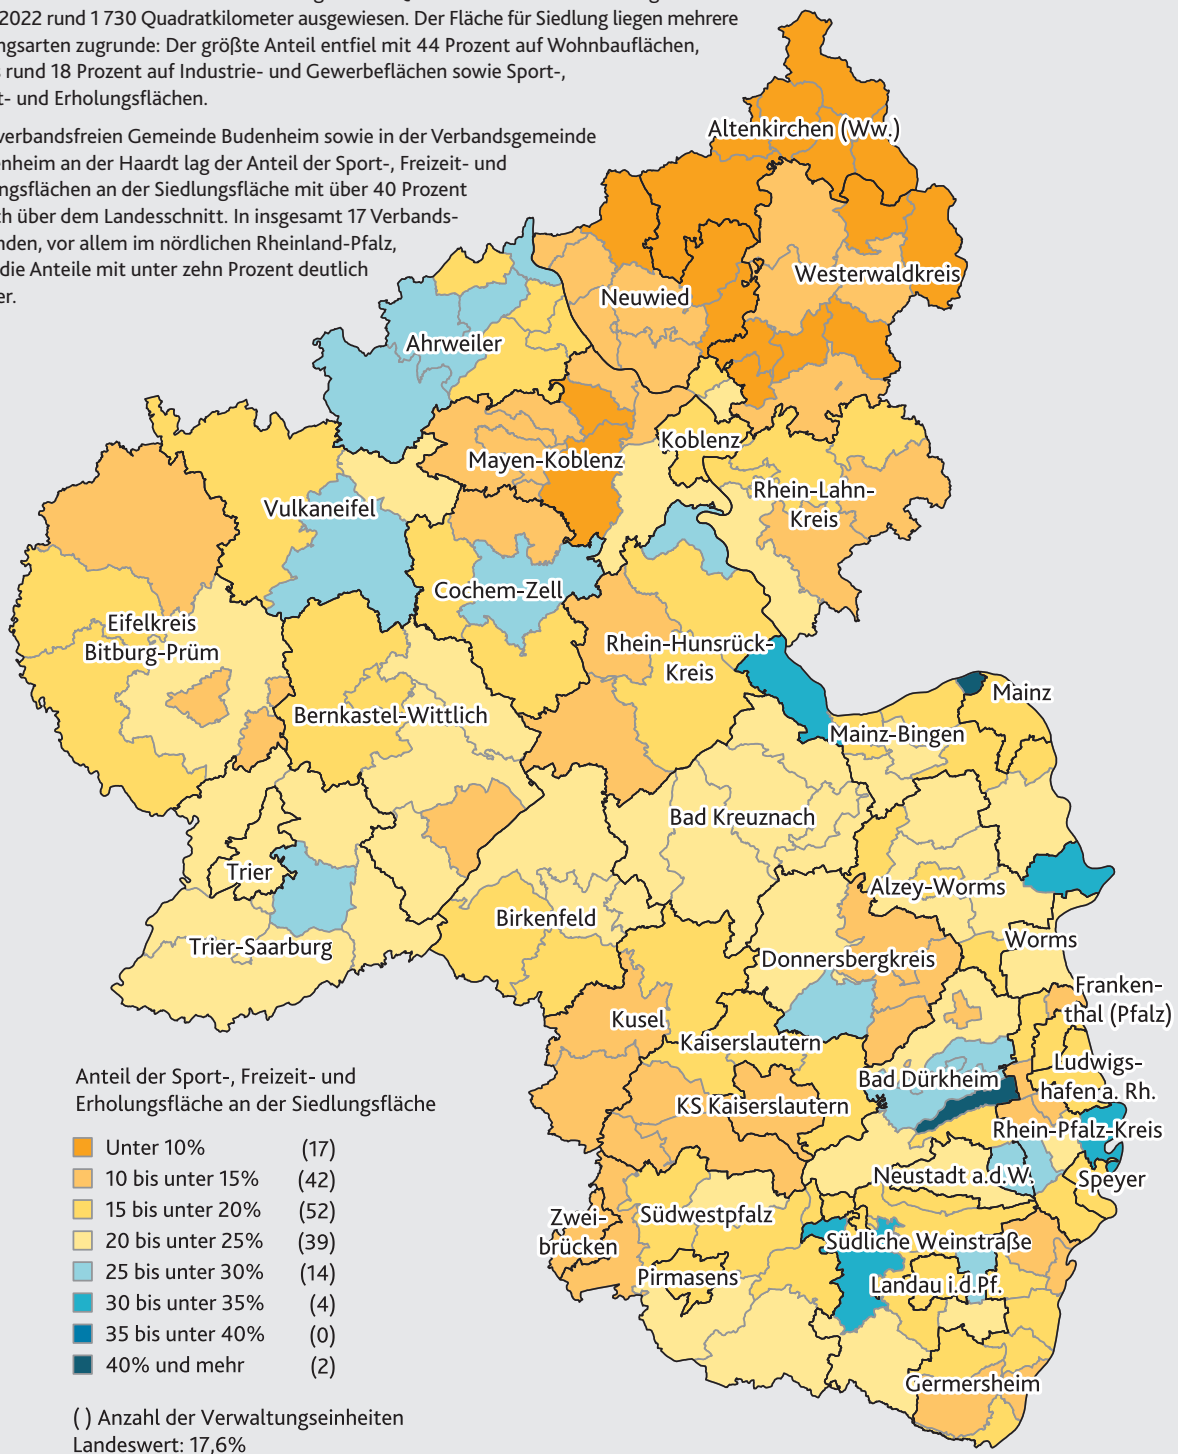 2022 rund 1 730 Quadratkilometer ausgewiesen. Der Fläche für Siedlung liegen mehrere
zugrunde: Der größte Anteil entfiel mit 44 Prozent auf Wohnbauflächen,
rund 18 Prozent auf Industrie- und Gewerbeflächen sowie Sport-,
und Erholungsflächen.
verbandsfreien Gemeinde Budenheim sowie in der Verbandsgemeinde
an der Haardt lag der Anteil der Sport-, Freizeit- und
an der Siedlungsfläche mit über 40 Prozent
über dem Landesschnitt. In insgesamt 17 Verbands-
vor allem im nördlichen Rheinland-Pfalz,
die Anteile mit unter zehn Prozent deutlich
Altenkirchen (Ww.)
Westerwaldkreis
Neuwied
Ahrweiler
Koblenz
Mayen-Koblenz
Rhein-Lahn-
Kreis
Vulkaneifel
Cochem-Zell
Eifelkreis
Bitburg-Prüm
Rhein-Hunsrück-
Kreis
Mainz
Bernkastel-Wittlich
Mainz-Bingen
Bad Kreuznach
Trier
Alzey-Worms
Birkenfeld
Trier-Saarburg
Worms
Donnersbergkreis
Franken-
thal (Pfalz)
Kusel
Kaiserslautern
Ludwigs-
hafen a. Rh.
Bad Dürkheim
KS Kaiserslautern
Rhein-Pfalz-Kreis
Neustadt a.d.W.
Speyer
Zwei-
brücken
Südwestpfalz
Südliche Weinstraße
Pirmasens
Landau i.d.Pf.
Germersheim
Anteil der Sport-, Freizeit- und
Erholungsfläche an der Siedlungsfläche
Unter 10% (17)
10 bis unter 15% (42)
15 bis unter 20% (52)
20 bis unter 25% (39)
25 bis unter 30% (14)
30 bis unter 35% (4)
35 bis unter 40% (0)
40% und mehr (2)
( ) Anzahl der Verwaltungseinheiten
Landeswert: 17,6%